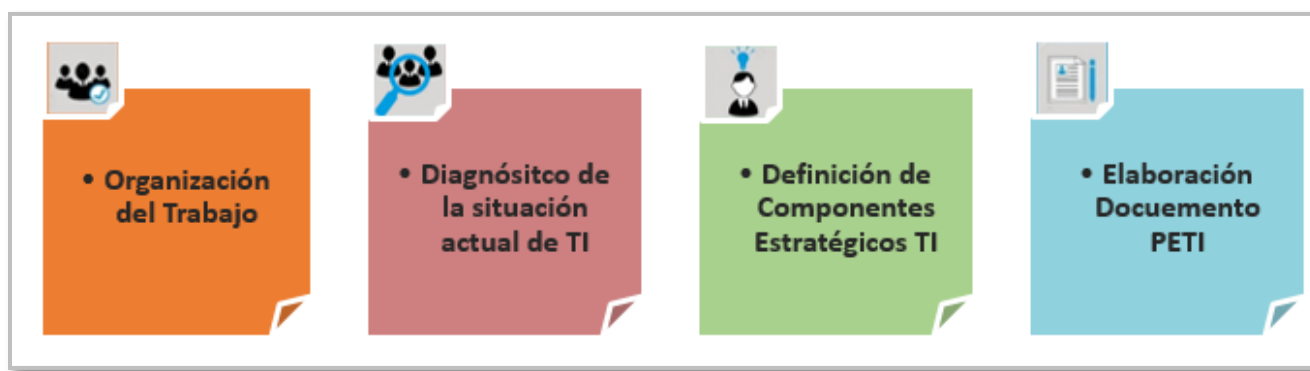 • Organización
del Trabajo
• Diagnósitco de
la situación
actual de TI
• Definición de
Componentes
Estratégicos TI
• Elaboración
Docuemento
PETI